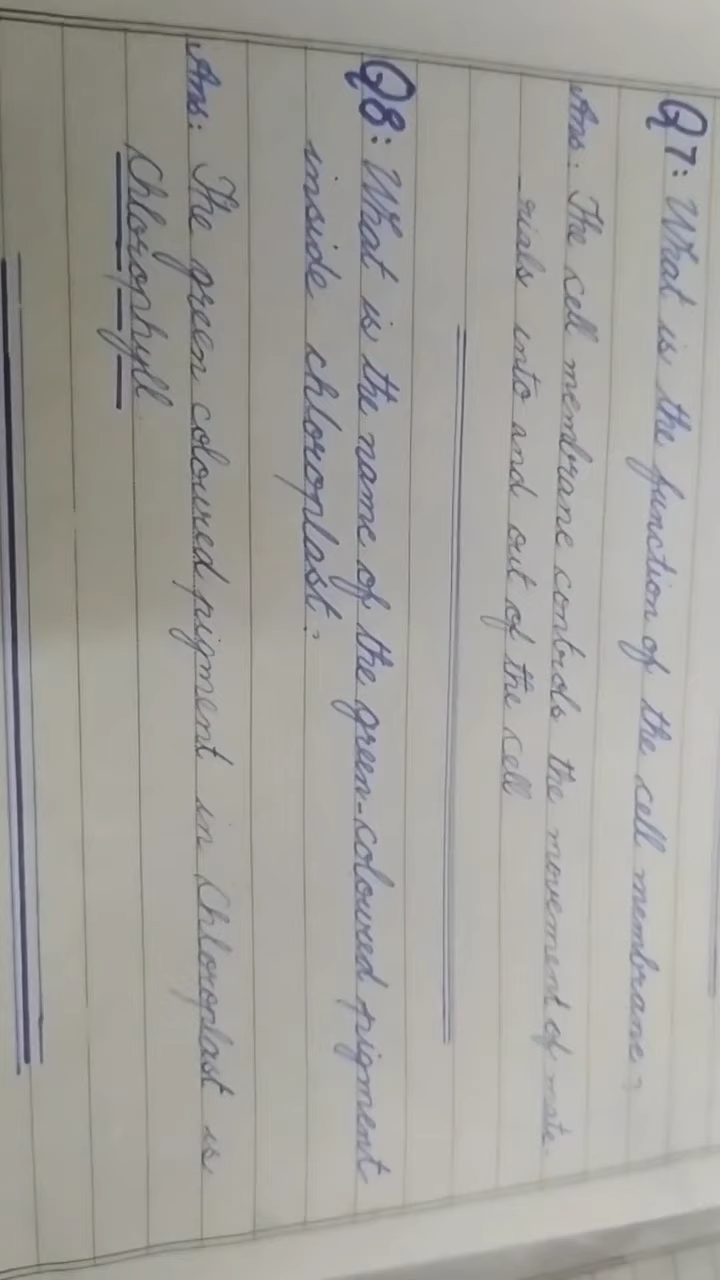 Q7: What is the function of the cell membrane?
Ans: The cell membrane controls the movement of mate-
_rials into and out of the cell
Q8: What is the name of the green-coloured pigment
inside chloroplast?
Ans: The green coloured pigment in Chloroplast is
Chlorophyll.